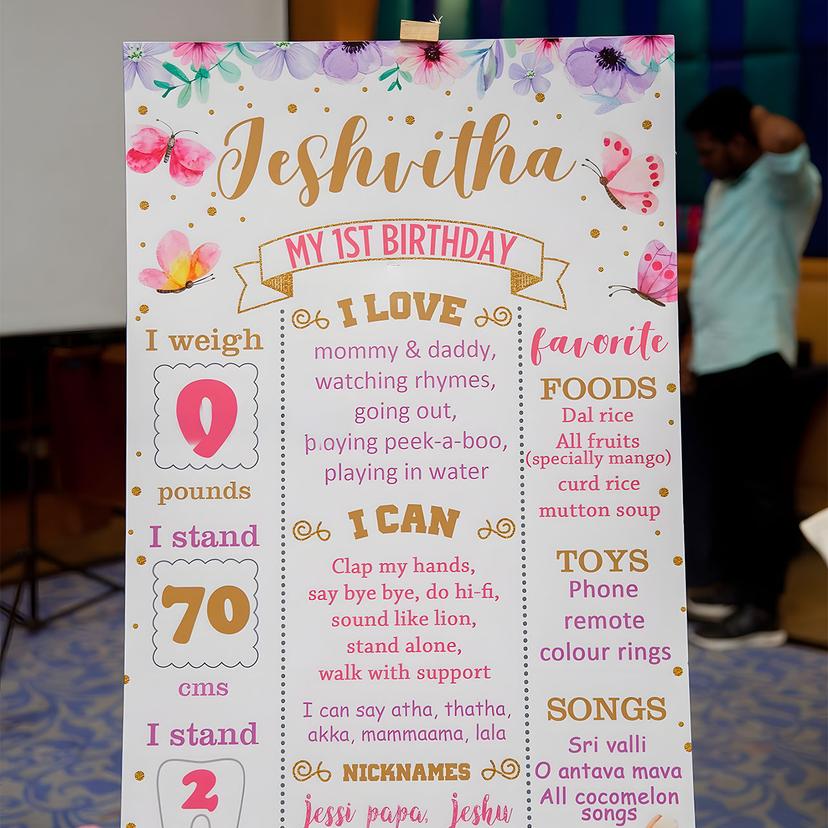 Jeshvitha
MY 1ST BIRTHDAY
I weigh
9
pounds
I stand
70
cms
I stand
2
I LOVE
mommy & daddy,
watching rhymes,
going out,
playing peek-a-boo,
playing in water
I CAN
Clap my hands,
say bye bye, do hi-fi,
sound like lion,
stand alone,
walk with support
I can say atha, thatha,
akka, mammaama, lala
NICKNAMES
jessi papa, Jeshu
favorite
FOODS
Dal rice
All fruits
(specially mango)
curd rice
mutton soup
TOYS
Phone
remote
colour rings
SONGS
Sri valli
O antava mava
All cocomelon
songs